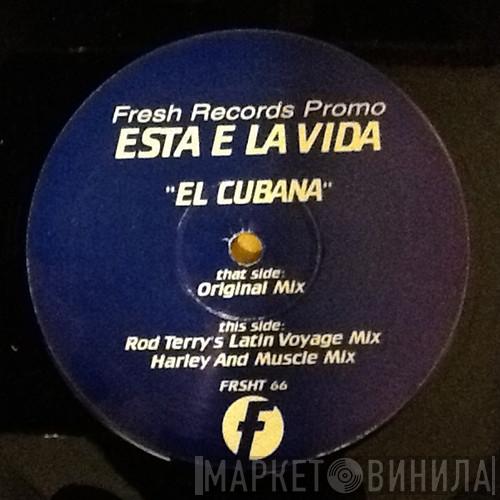 Fresh Records Promo
ESTA E LA VIDA
"EL CUBANA"
that side:
Original Mix
this side:
Rod Terry's Latin Voyage Mix
Harley And Muscle Mix
FRSHT 66
f
МАРКЕТ ВИНИЛА